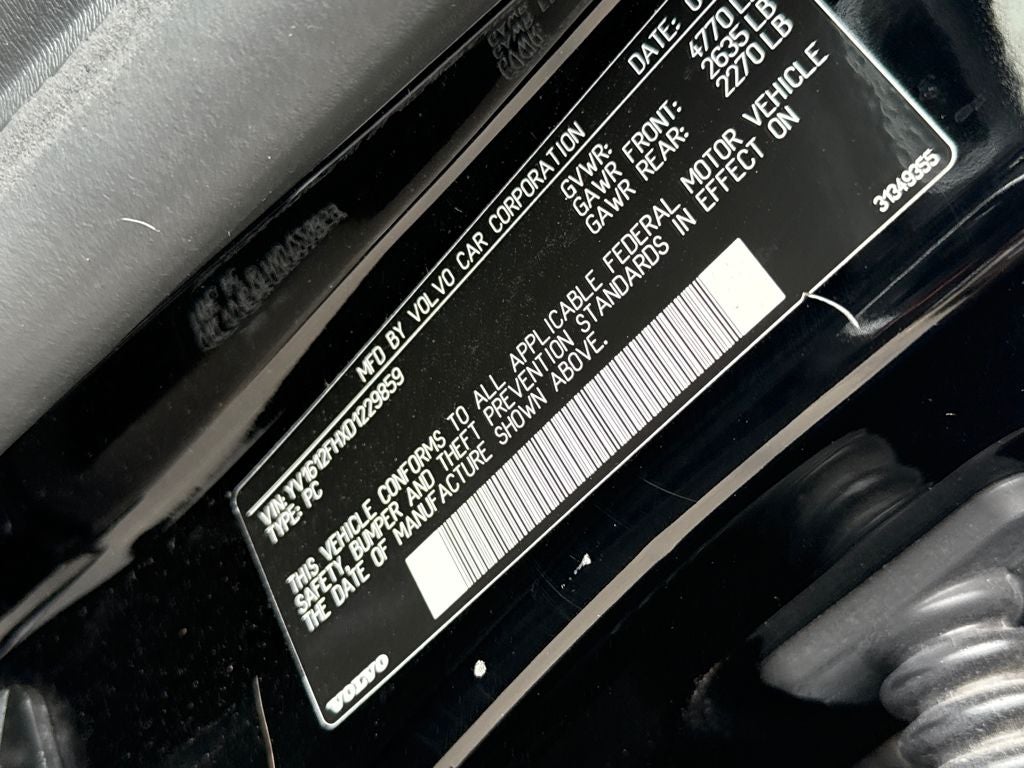 MFD BY VOLVO CAR CORPORATION DATE:
VIN: YV1612FHXD1229859
TYPE: PC
GVWR: 4770
GAWR FRONT: 2635 LB
GAWR REAR: 2270 LB
THIS VEHICLE CONFORMS TO ALL APPLICABLE FEDERAL MOTOR VEHICLE
SAFETY, BUMPER AND THEFT PREVENTION STANDARDS IN EFFECT ON
THE DATE OF MANUFACTURE SHOWN ABOVE.
VOLVO
31349355